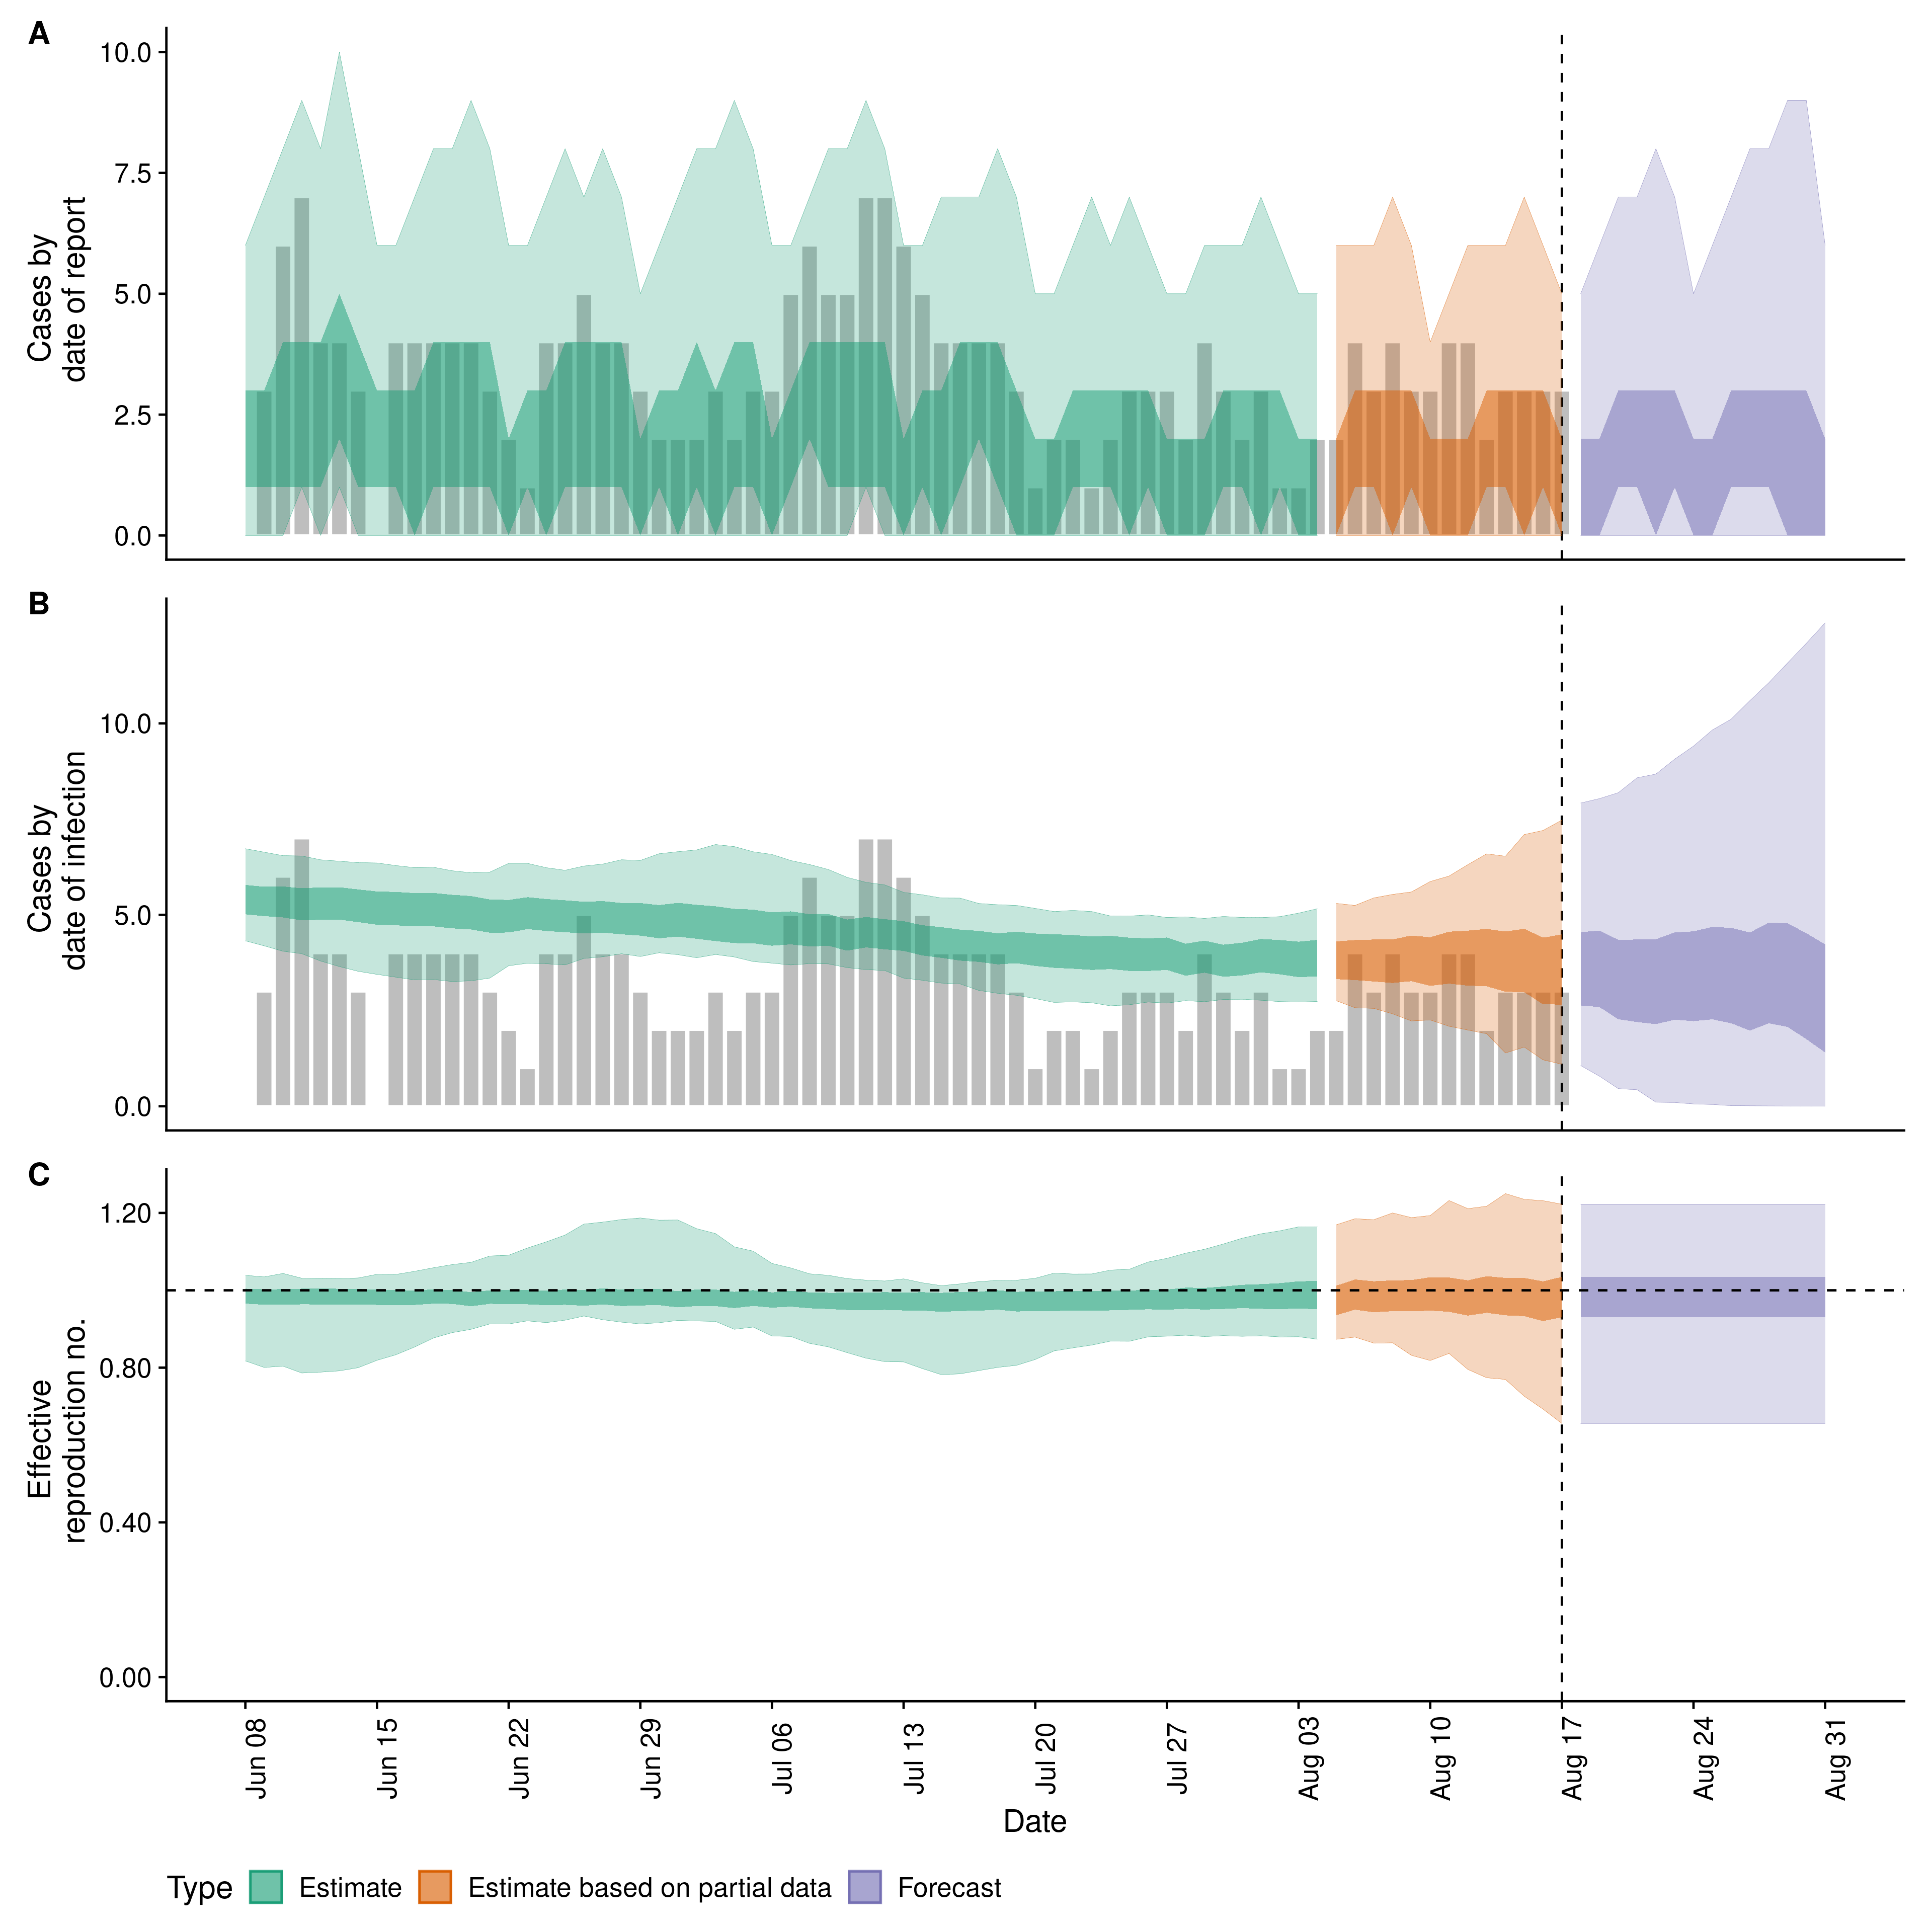 A
Cases by
date of report
10.0
7.5
5.0
2.5
0.0
B
Cases by
date of infection
10.0
5.0
0.0
C
Effective
reproduction no.
1.20
0.80
0.40
0.00
Jun 08
Jun 15
Jun 22
Jun 29
Jul 06
Jul 13
Jul 20
Jul 27
Aug 03
Aug 10
Aug 17
Aug 24
Aug 31
Date
Type Estimate Estimate based on partial data Forecast